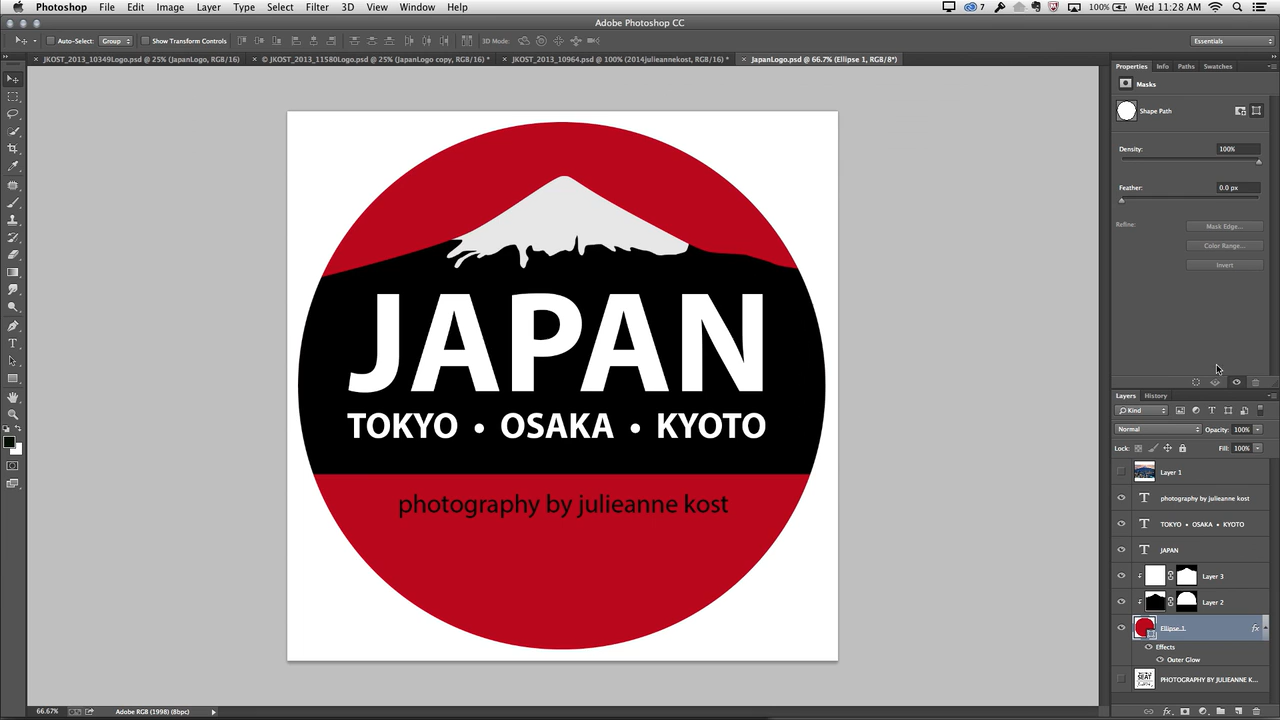 Photoshop File Edit Image Layer Type Select Filter 3D View Window Help
7
100%
Wed 11:28 AM
Adobe Photoshop CC
Auto-Select: Group Show Transform Controls 3D Mode: Essentials
JKOST_2013_10349Logo.psd @ 25% (JapanLogo, RGB/16)
© JKOST_2013_11580Logo.psd @ 25% (JapanLogo copy, RGB/16) *
JKOST_2013_10964.psd @ 100% (2014julieannekost, RGB/16) *
JapanLogo.psd @ 66.7% (Ellipse 1, RGB/8*)
JAPAN
TOKYO • OSAKA • KYOTO
photography by julieanne kost
Properties Info Paths Swatches
Masks
Shape Path
Density: 100%
Feather: 0.0 px
Refine: Mask Edge...
Color Range...
Invert
Layers History
Kind
Normal Opacity: 100%
Lock: Fill: 100%
Layer 1
T photography by julieanne kost
T TOKYO • OSAKA • KYOTO
T JAPAN
Layer 3
Layer 2
Ellipse 1 fx
Effects
Outer Glow
PHOTOGRAPHY BY JULIEANNE K...
66.67% Adobe RGB (1998) (8bpc)